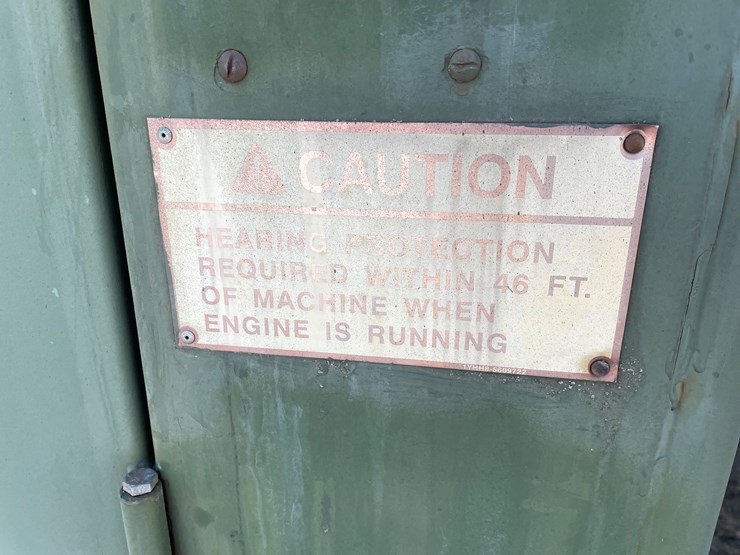 CAUTION
HEARING PROTECTION
REQUIRED WITHIN 46 FT.
OF MACHINE WHEN
ENGINE IS RUNNING